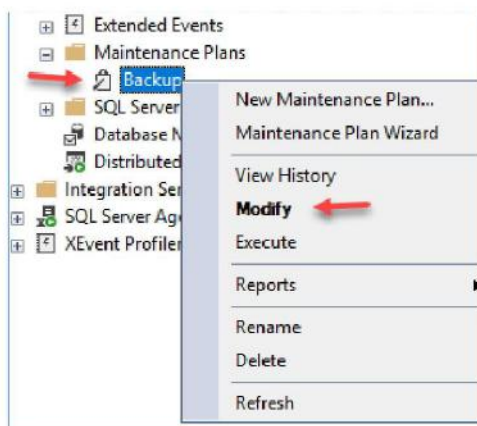 Extended Events
Maintenance Plans
Backup
SQL Server
Database
Distributed
Integration Ser
SQL Server Ag
XEvent Profiler
New Maintenance Plan...
Maintenance Plan Wizard
View History
Modify
Execute
Reports
Rename
Delete
Refresh